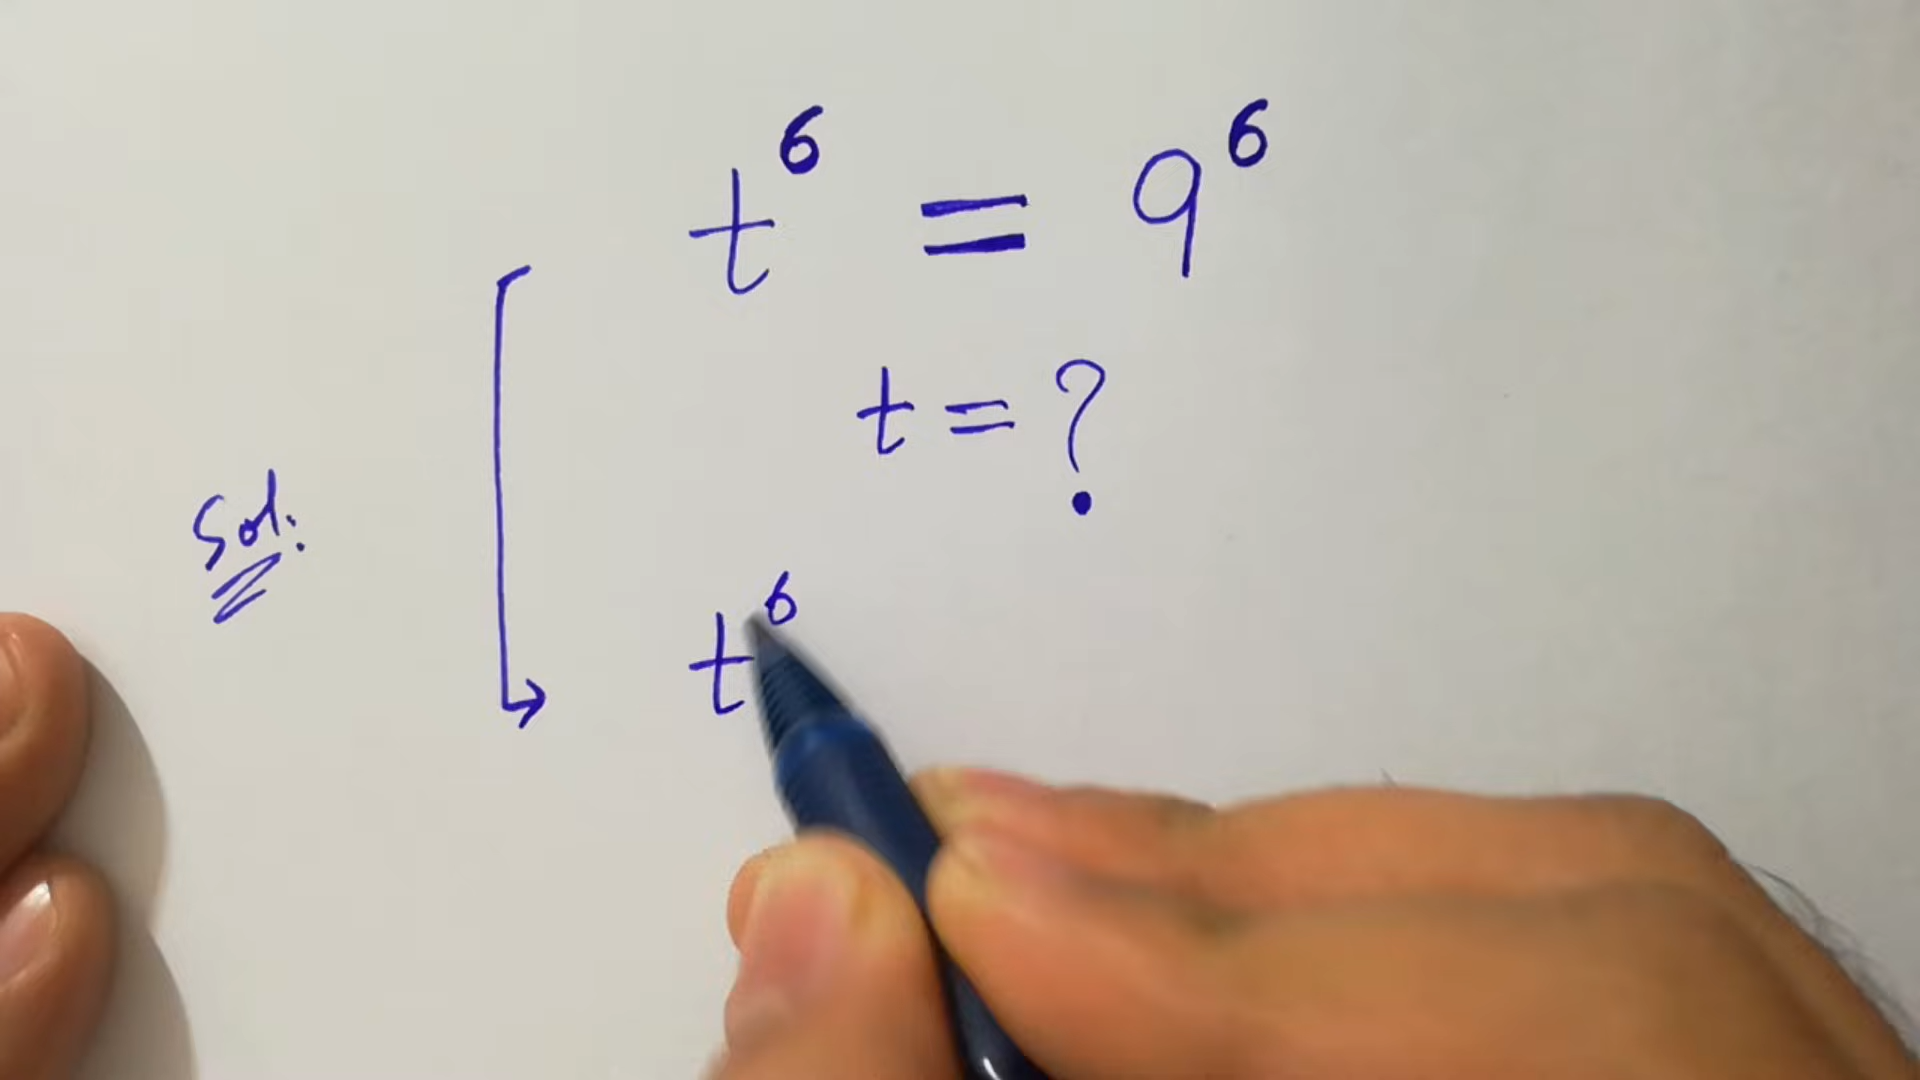 t⁶ = 9⁶
t = ?
Sol:
t⁶